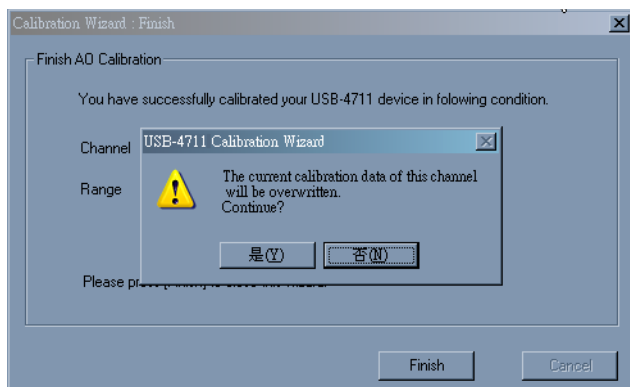 Calibration Wizard : Finish
Finish AO Calibration
You have successfully calibrated your USB-4711 device in folowing condition.
Channel
Range
USB-4711 Calibration Wizard
The current calibration data of this channel
will be overwritten.
Continue?
是(Y)
否(N)
Please
Finish
Cancel